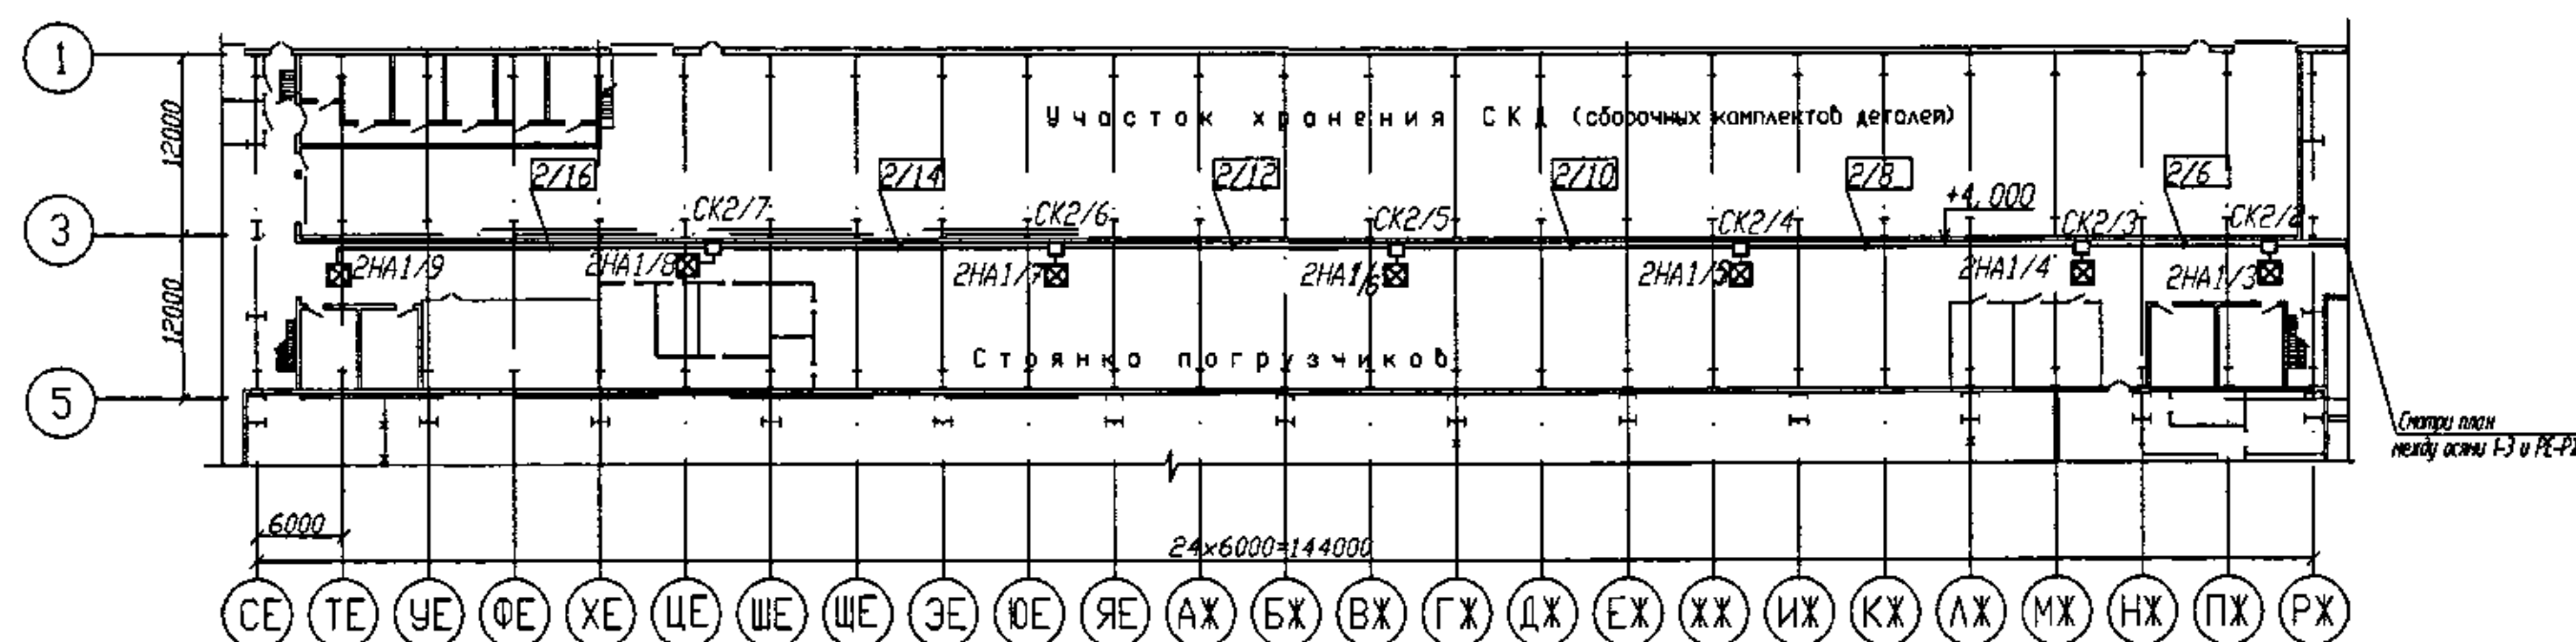 1
12000
Участок хранения СКД (сборочных комплектов деталей)
2/16
2/14
2/12
2/10
2/8
2/6
+4,000
3
СК2/7
СК2/6
СК2/5
СК2/4
СК2/3
СК2/2
2НА1/9
2НА1/8
2НА1/7
2НА1/6
2НА1/5
2НА1/4
2НА1/3
12000
Стоянка погрузчиков
5
Смотри план
между осями 1-3 и РЕ-РЖ
6000
24х6000=144000
СЕ ТЕ УЕ ФЕ ХЕ ЦЕ ШЕ ЩЕ ЭЕ ЮЕ ЯЕ АЖ БЖ ВЖ ГЖ ДЖ ЕЖ ЖЖ ИЖ КЖ ЛЖ МЖ НЖ ПЖ РЖ